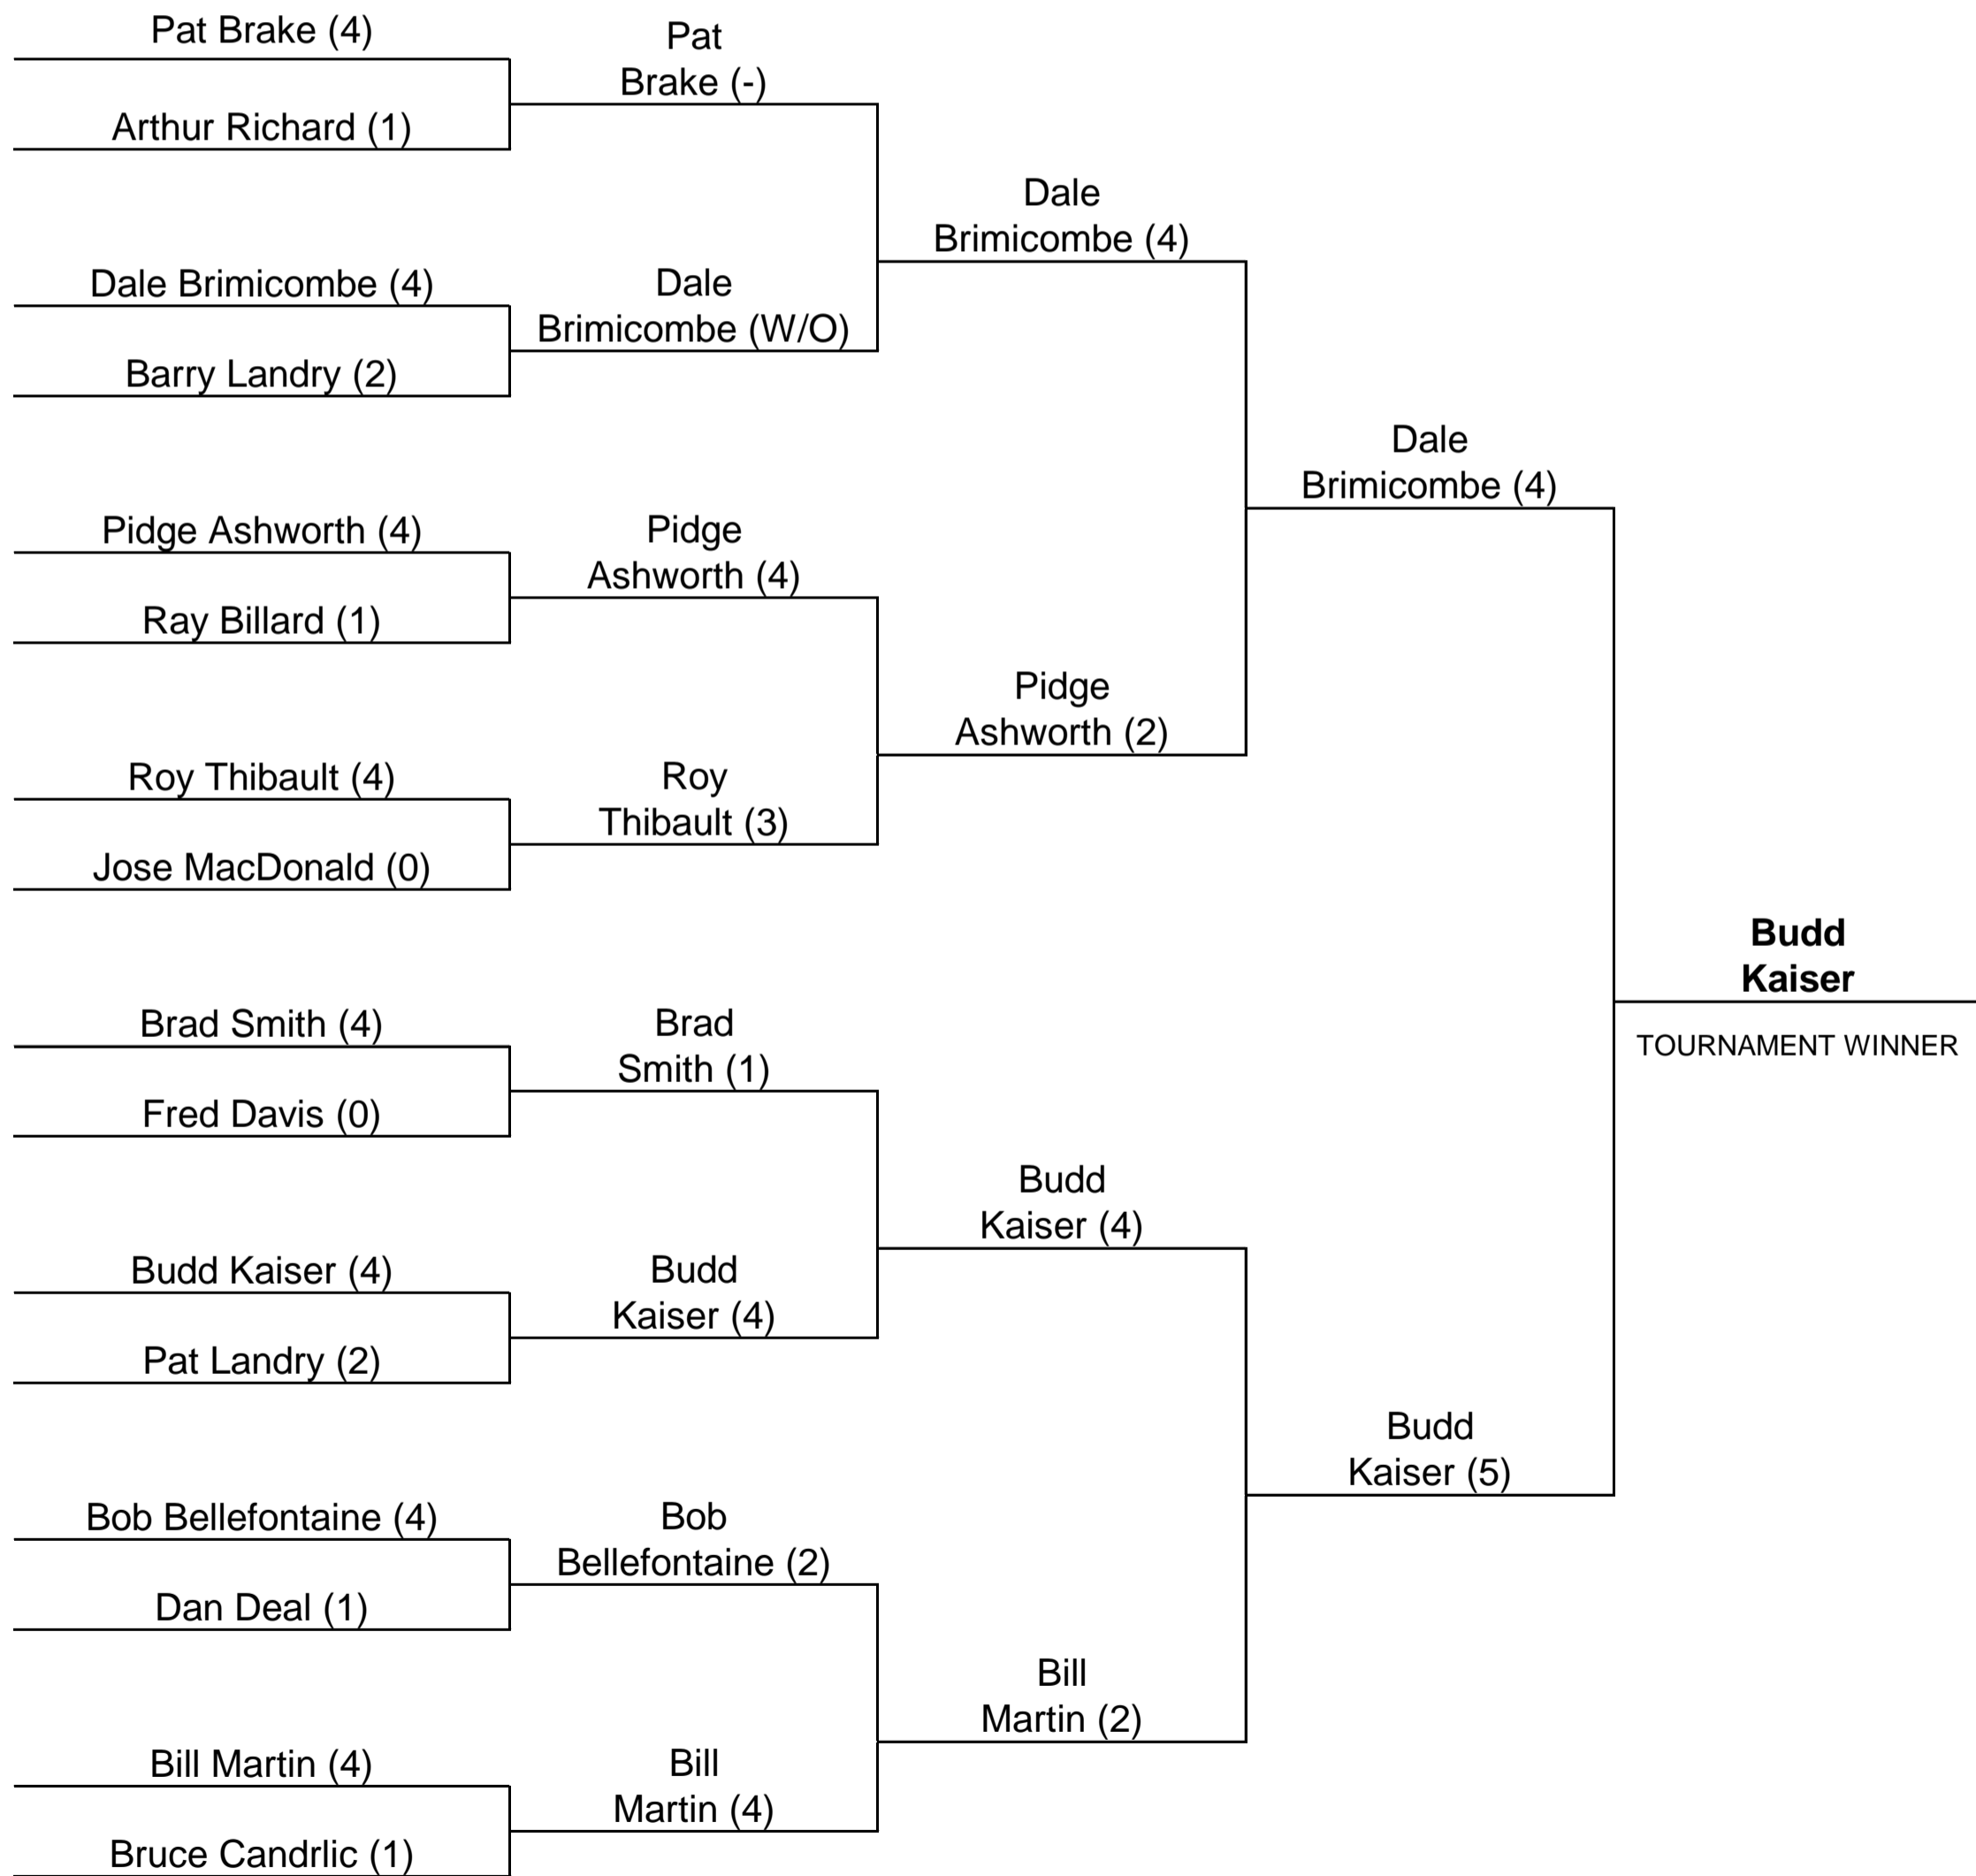 Pat Brake (4)
Arthur Richard (1)
Dale Brimicombe (4)
Barry Landry (2)
Pidge Ashworth (4)
Ray Billard (1)
Roy Thibault (4)
Jose MacDonald (0)
Brad Smith (4)
Fred Davis (0)
Budd Kaiser (4)
Pat Landry (2)
Bob Bellefontaine (4)
Dan Deal (1)
Bill Martin (4)
Bruce Candrlic (1)
Pat
Brake (-)
Dale
Brimicombe (W/O)
Pidge
Ashworth (4)
Roy
Thibault (3)
Brad
Smith (1)
Budd
Kaiser (4)
Bob
Bellefontaine (2)
Bill
Martin (4)
Dale
Brimicombe (4)
Pidge
Ashworth (2)
Budd
Kaiser (4)
Bill
Martin (2)
Dale
Brimicombe (4)
Budd
Kaiser (5)
Budd
Kaiser
TOURNAMENT WINNER